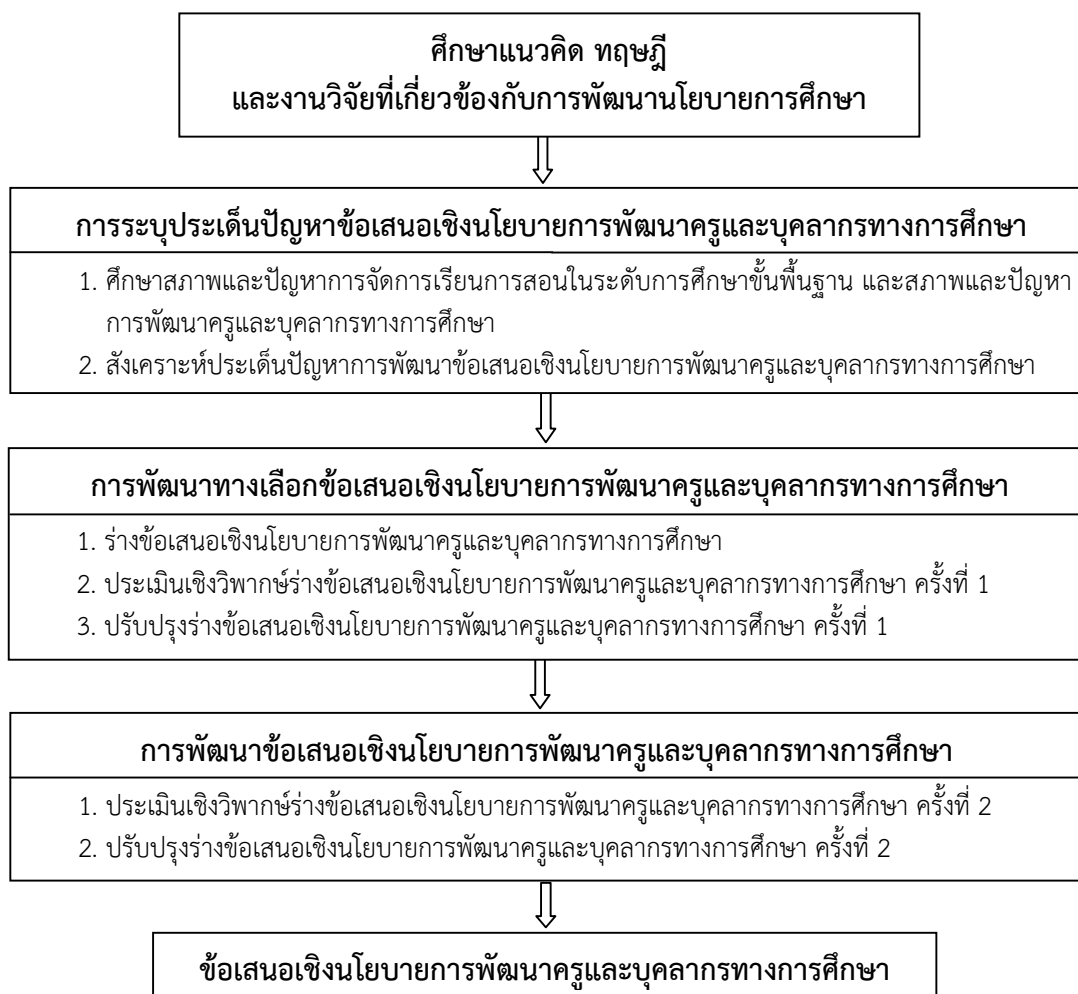 ศึกษาแนวคิด ทฤษฎี
และงานวิจัยที่เกี่ยวข้องกับการพัฒนานโยบายการศึกษา
การระบุประเด็นปัญหาข้อเสนอเชิงนโยบายการพัฒนาครูและบุคลากรทางการศึกษา
1. ศึกษาสภาพและปัญหาการจัดการเรียนการสอนในระดับการศึกษาขั้นพื้นฐาน และสภาพและปัญหา
การพัฒนาครูและบุคลากรทางการศึกษา
2. สังเคราะห์ประเด็นปัญหาการพัฒนาข้อเสนอเชิงนโยบายการพัฒนาครูและบุคลากรทางการศึกษา
การพัฒนาทางเลือกข้อเสนอเชิงนโยบายการพัฒนาครูและบุคลากรทางการศึกษา
1. ร่างข้อเสนอเชิงนโยบายการพัฒนาครูและบุคลากรทางการศึกษา
2. ประเมินเชิงวิพากษ์ร่างข้อเสนอเชิงนโยบายการพัฒนาครูและบุคลากรทางการศึกษา ครั้งที่ 1
3. ปรับปรุงร่างข้อเสนอเชิงนโยบายการพัฒนาครูและบุคลากรทางการศึกษา ครั้งที่ 1
การพัฒนาข้อเสนอเชิงนโยบายการพัฒนาครูและบุคลากรทางการศึกษา
1. ประเมินเชิงวิพากษ์ร่างข้อเสนอเชิงนโยบายการพัฒนาครูและบุคลากรทางการศึกษา ครั้งที่ 2
2. ปรับปรุงร่างข้อเสนอเชิงนโยบายการพัฒนาครูและบุคลากรทางการศึกษา ครั้งที่ 2
ข้อเสนอเชิงนโยบายการพัฒนาครูและบุคลากรทางการศึกษา